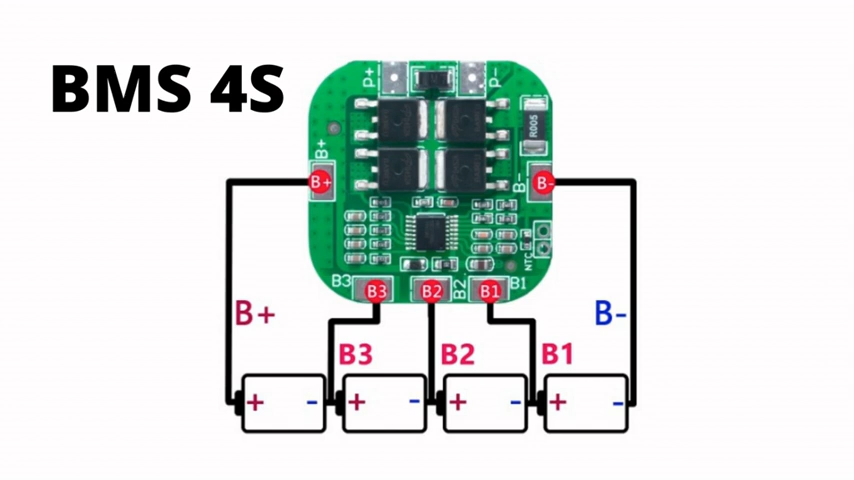 BMS 4S
P+ P-
R005
B+ B-
B+ B-
NTC
B3 B2 B1
B3 B2 B1
B+ B-
B3 B2 B1
+ - + - + - + -